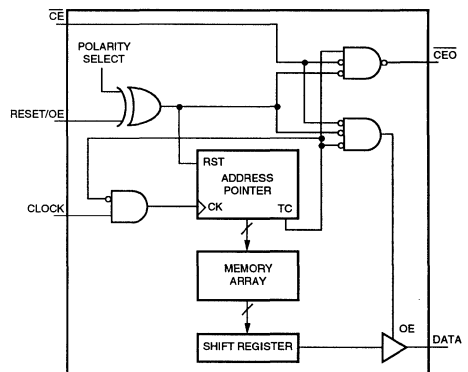 CE
POLARITY
SELECT
CEO
RESET/OE
RST
ADDRESS
POINTER
CLOCK
CK
TC
MEMORY
ARRAY
OE
DATA
SHIFT REGISTER